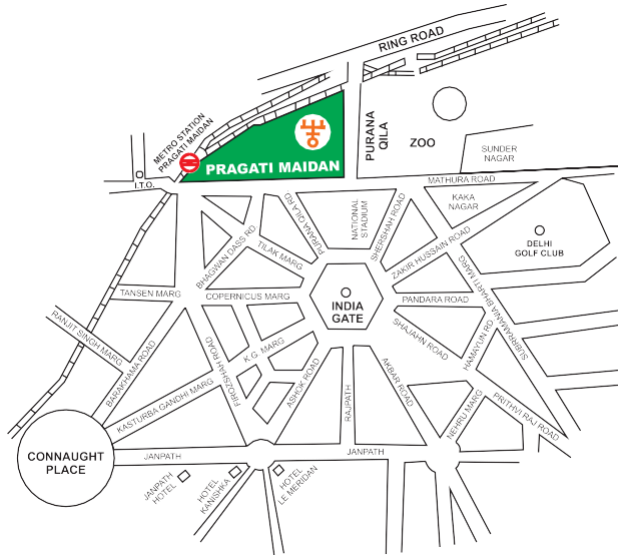 RING ROAD
METRO STATION
PRAGATI MAIDAN
PURANA
QILA
ZOO
SUNDER
NAGAR
PRAGATI MAIDAN
I.T.O.
MATHURA ROAD
KAKA
NAGAR
PURANA QILA RD
NATIONAL
STADIUM
SHERSHAH ROAD
BHAGWAN DASS RD
TILAK MARG
ZAKIR HUSSAIN ROAD
DELHI
GOLF CLUB
SUBRRAMANIA BHARTI MARG
TANSEN MARG
COPERNICUS MARG
INDIA
GATE
PANDARA ROAD
RANJIT SINGH MARG
BARAKHAMA ROAD
FIROZSHAH ROAD
K.G. MARG
SHAJAHN ROAD
HAMAYUN RD
KASTURBA GANDHI MARG
ASHOK ROAD
RAJPATH
AKBAR ROAD
NEHRU MARG
PRITHVI RAJ ROAD
CONNAUGHT
PLACE
JANPATH
JANPATH
JANPATH
HOTEL
HOTEL
KANISHKA
HOTEL
LE MERIDAN